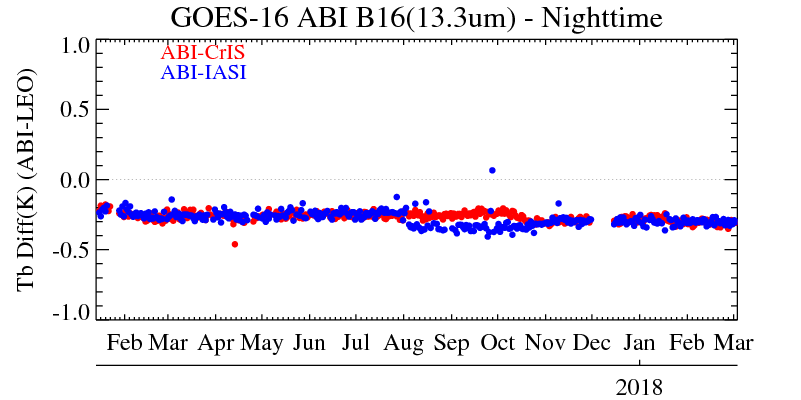 GOES-16 ABI B16(13.3um) - Nighttime
ABI-CrIS
ABI-IASI
Tb Diff(K) (ABI-LEO)
1.0
0.5
0.0
-0.5
-1.0
Feb Mar Apr May Jun Jul Aug Sep Oct Nov Dec Jan Feb Mar
2018